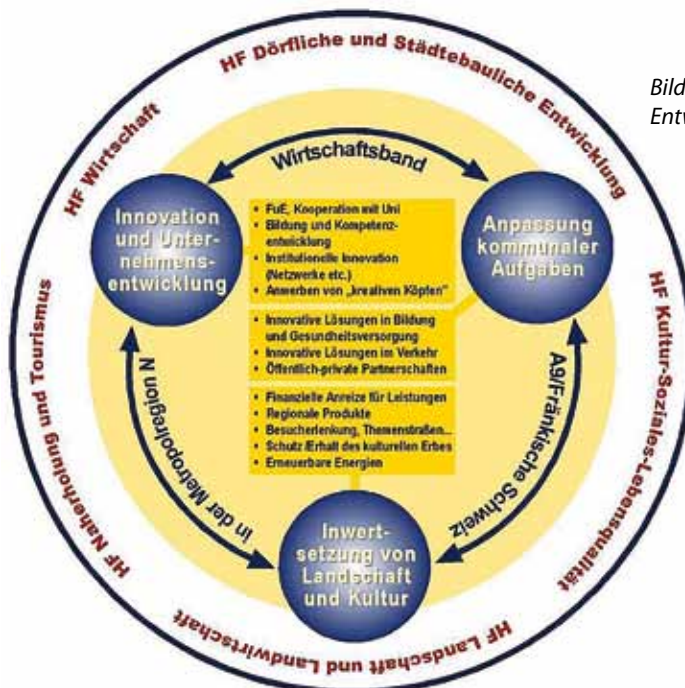 HF Dörfliche und Städtebauliche Entwicklung
Bild
Entw
HF Wirtschaft
Wirtschaftsband
Innovation
und Unter-
nehmens-
entwicklung
• FuE, Kooperation mit Uni
• Bildung und Kompetenz-
entwicklung
• Institutionelle Innovation
(Netzwerke etc.)
• Anwerben von „kreativen Köpfen"
Anpassung
kommunaler
Aufgaben
• Innovative Lösungen in Bildung
und Gesundheitsversorgung
• Innovative Lösungen im Verkehr
• Öffentlich-private Partnerschaften
• Finanzielle Anreize für Leistungen
• Regionale Produkte
• Besucherlenkung, Themenstraßen...
• Schutz /Erhalt des kulturellen Erbes
• Erneuerbare Energien
HF Naherholung und Tourismus
in der Metropolregion N
A9/Fränkische Schweiz
HF Kultur-Soziales-Lebensqualität
Inwert-
setzung von
Landschaft
und Kultur
HF Landschaft und Landwirtschaft